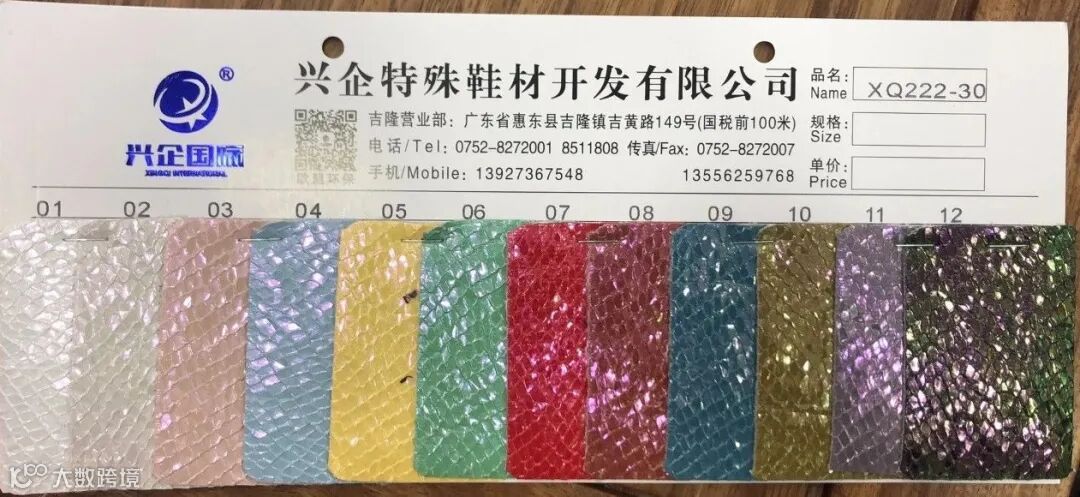 兴企特殊鞋材开发有限公司
品名:
Name
XQ222-30
®
兴企国际
XINGQI INTERNATIONAL
吉隆营业部: 广东省惠东县吉隆镇吉黄路149号(国税前100米)
规格:
Size
电话/Tel: 0752-8272001 8511808 传真/Fax: 0752-8272007
手机/Mobile: 13927367548 13556259768
单价:
Price
01 02 03 04 05 06 07 08 09 10 11 12
大数跨境